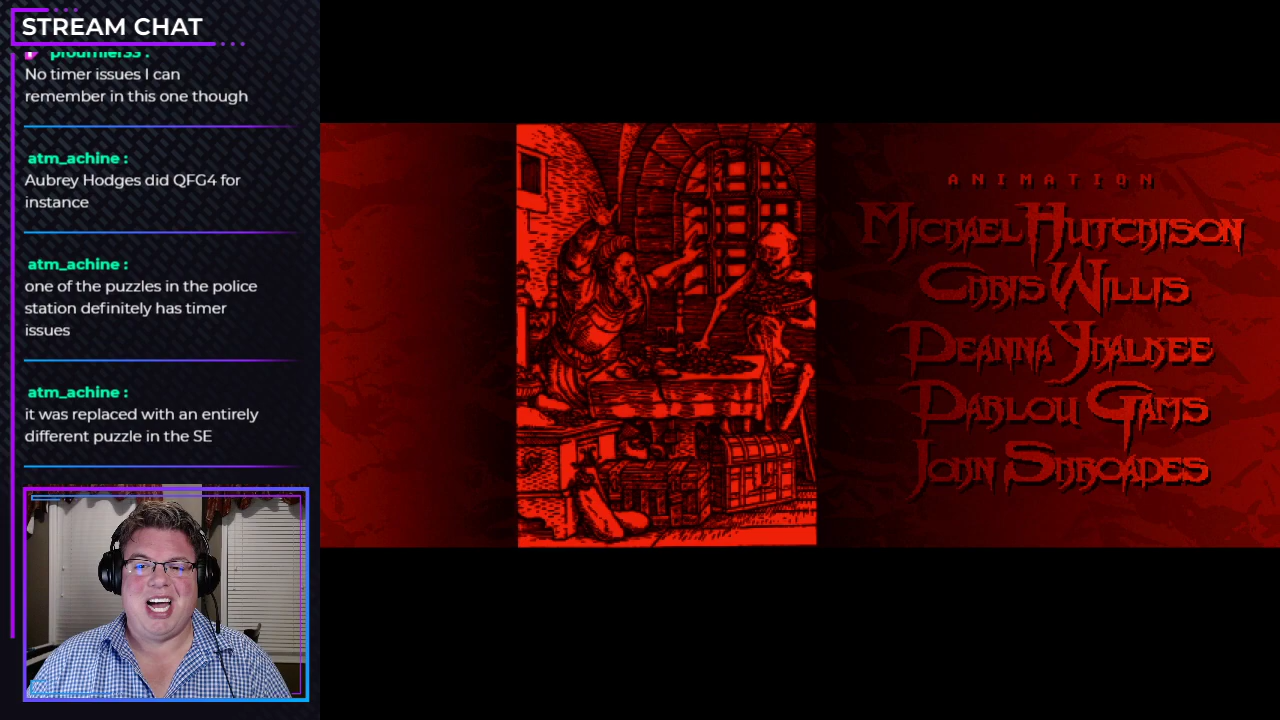 STREAM CHAT
No timer issues I can
remember in this one though
atm_achine :
Aubrey Hodges did QFG4 for
instance
atm_achine :
one of the puzzles in the police
station definitely has timer
issues
atm_achine :
it was replaced with an entirely
different puzzle in the SE
ANIMATION
Michael Hutchison
Chris Willis
Deanna Yhalkee
Darlou Gams
John Shroades